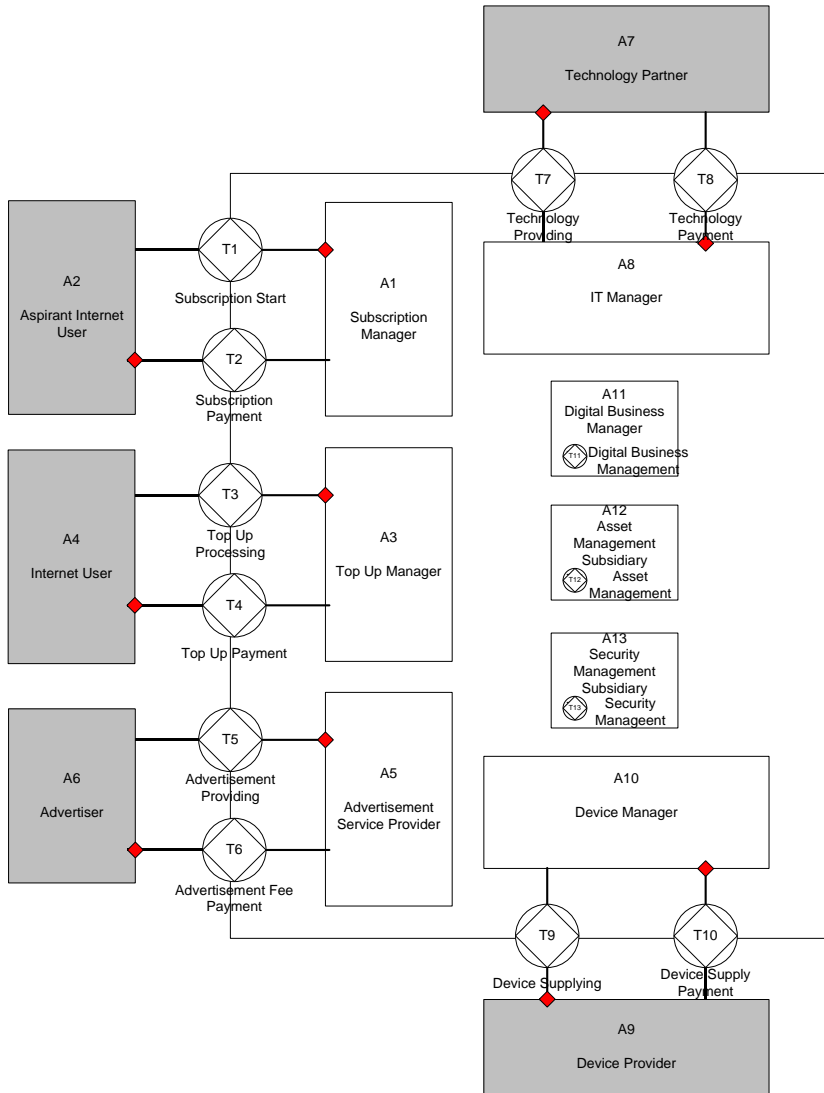 A7
Technology Partner
T7
T8
Technology
Providing
Technology
Payment
A8
IT Manager
A2
Aspirant Internet
User
T1
Subscription Start
T2
Subscription
Payment
A1
Subscription
Manager
A11
Digital Business
Manager
T11
Digital Business
Management
A4
Internet User
T3
Top Up
Processing
T4
Top Up Payment
A3
Top Up Manager
A12
Asset
Management
Subsidiary
T12
Asset
Management
A13
Security
Management
Subsidiary
T13
Security
Manageent
A6
Advertiser
T5
Advertisement
Providing
T6
Advertisement Fee
Payment
A5
Advertisement
Service Provider
A10
Device Manager
T9
T10
Device Supplying
Device Supply
Payment
A9
Device Provider